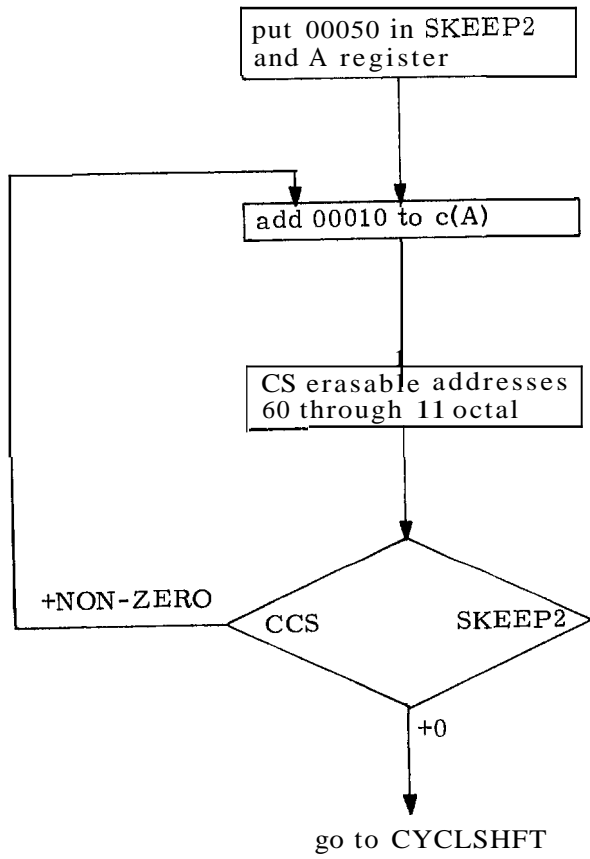 put 00050 in SKEEP2
and A register
add 00010 to c(A)
CS erasable addresses
60 through 11 octal
+NON-ZERO
CCS SKEEP2
+0
go to CYCLSHFT